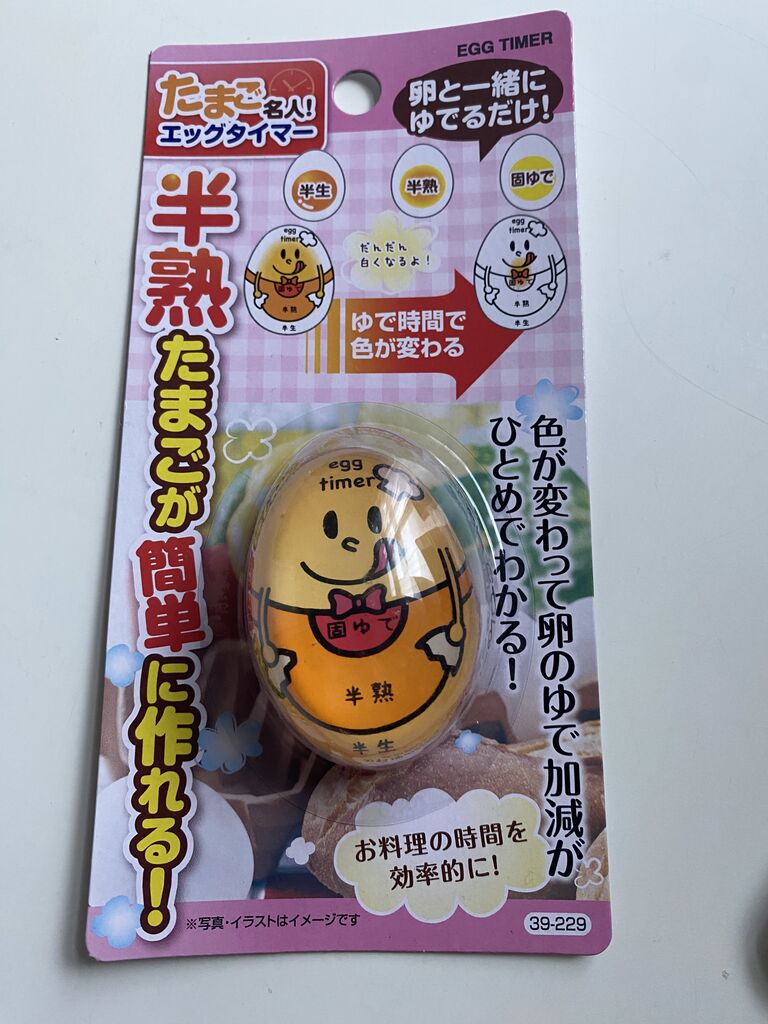 EGG TIMER
たまご名人!
エッグタイマー
卵と一緒に
ゆでるだけ!
半生
半熟
固ゆで
egg
timer
固ゆで
半熟
半生
だんだん
白くなるよ!
egg
timer
固ゆで
半熟
半生
ゆで時間で
色が変わる
半熟たまごが簡単に作れる!
色が変わって卵のゆで加減が
ひとめでわかる!
egg
timer
固ゆで
半熟
半生
お料理の時間を
効率的に!
※写真・イラストはイメージです
39-229